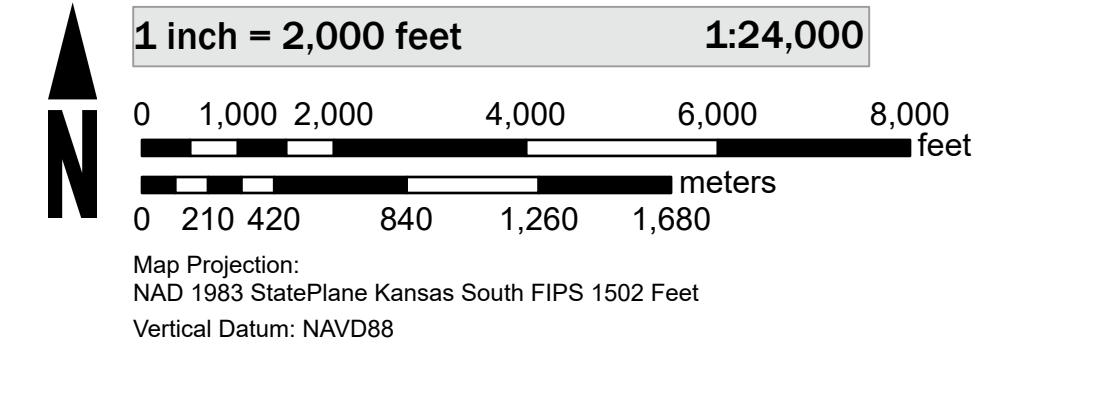 1 inch = 2,000 feet 1:24,000
0 1,000 2,000 4,000 6,000 8,000
feet
meters
0 210 420 840 1,260 1,680
N
Map Projection:
NAD 1983 StatePlane Kansas South FIPS 1502 Feet
Vertical Datum: NAVD88